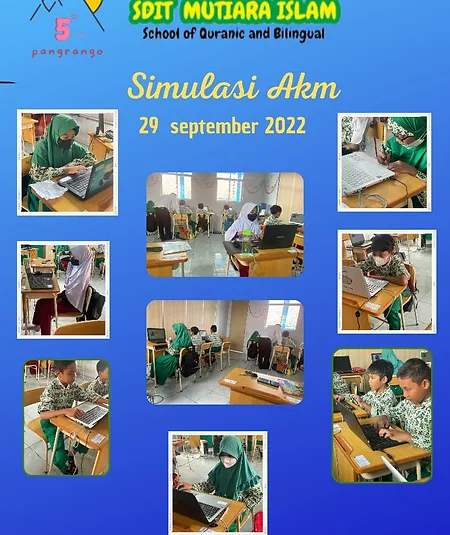 SDIT MUTIARA ISLAM
School of Quranic and Bilingual
5
pangrango
Simulasi Akm
29 september 2022